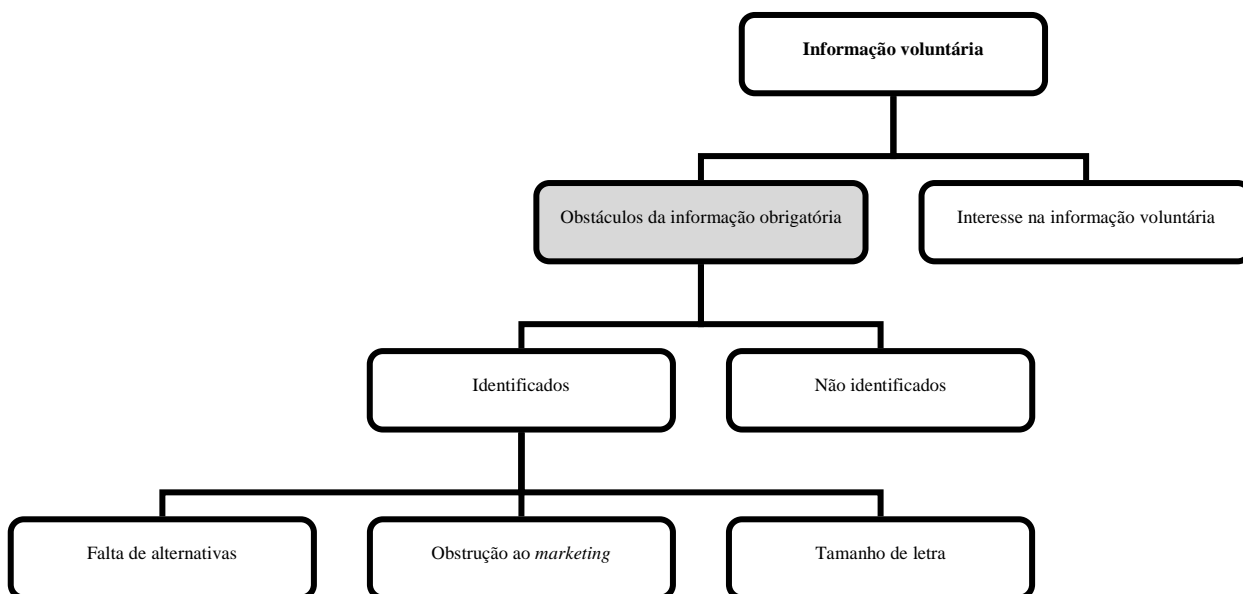 Informação voluntária
Obstáculos da informação obrigatória
Interesse na informação voluntária
Identificados
Não identificados
Falta de alternativas
Obstrução ao marketing
Tamanho de letra